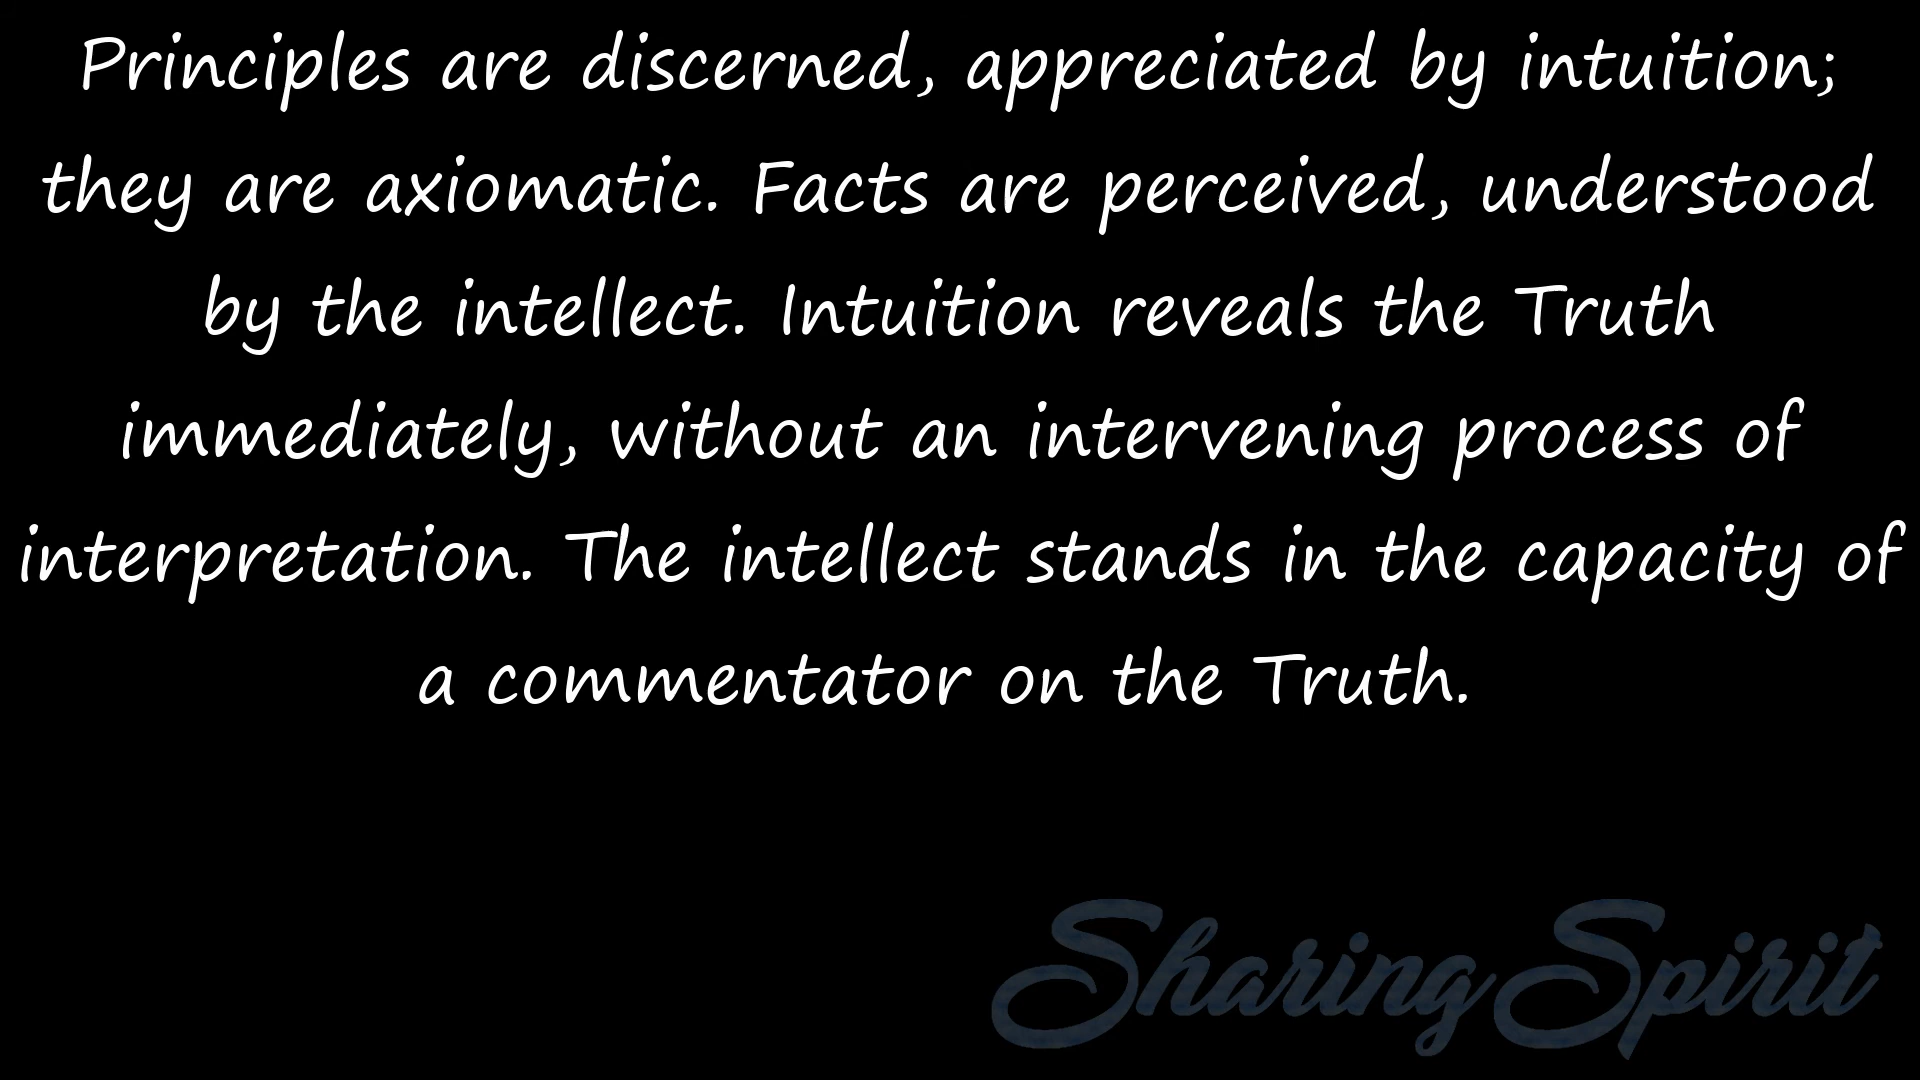 Principles are discerned, appreciated by intuition;
they are axiomatic. Facts are perceived, understood
by the intellect. Intuition reveals the Truth
immediately, without an intervening process of
interpretation. The intellect stands in the capacity of
a commentator on the Truth.
Sharing Spirit